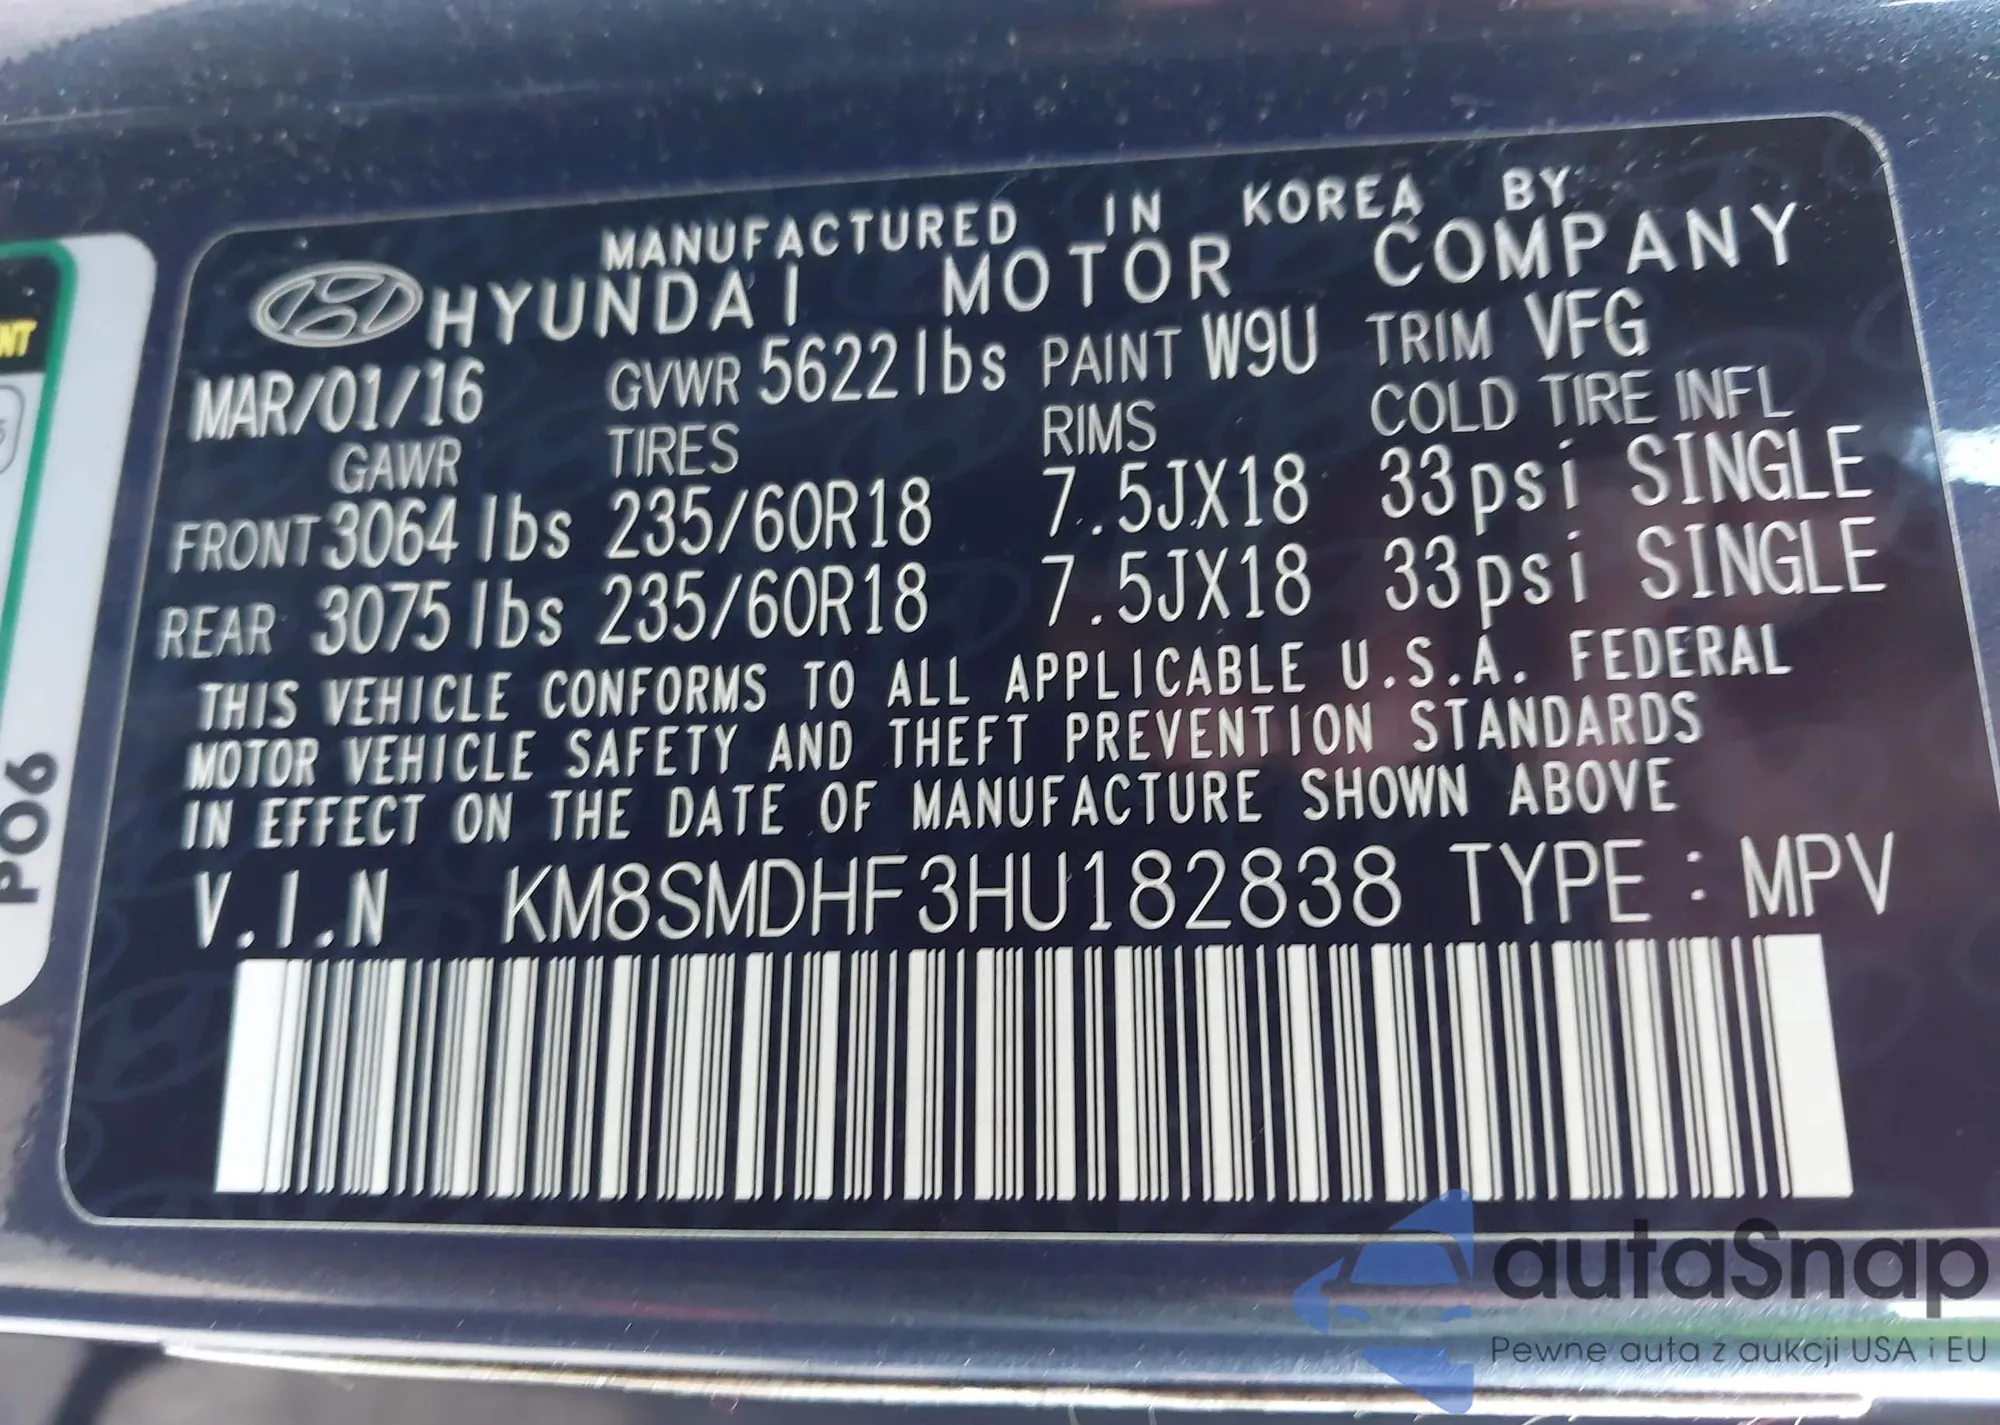 MANUFACTURED IN KOREA BY
HYUNDAI MOTOR COMPANY
MAR/01/16 GVWR 5622lbs PAINT W9U TRIM VFG
GAWR TIRES RIMS COLD TIRE INFL
FRONT 3064 lbs 235/60R18 7.5JX18 33psi SINGLE
REAR 3075 lbs 235/60R18 7.5JX18 33psi SINGLE
THIS VEHICLE CONFORMS TO ALL APPLICABLE U.S.A. FEDERAL
MOTOR VEHICLE SAFETY AND THEFT PREVENTION STANDARDS
IN EFFECT ON THE DATE OF MANUFACTURE SHOWN ABOVE
V.I.N KM8SMDHF3HU182838 TYPE : MPV
P06
autaSnap
Pewne auta z aukcji USA i EU